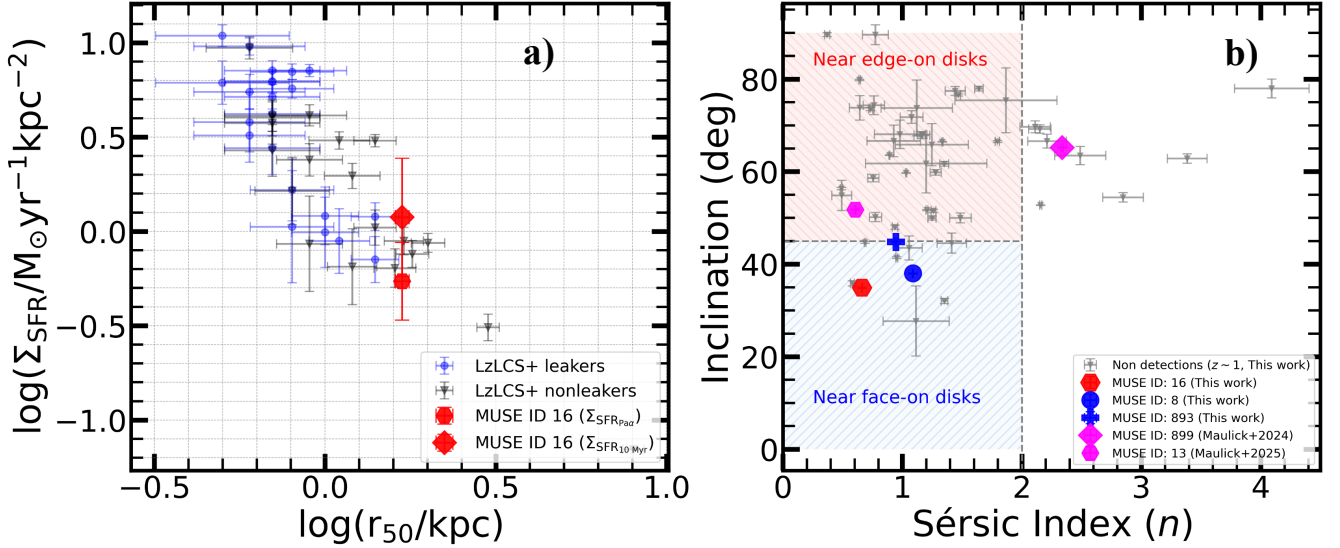 a)
log(Σ_SFR/M_⊙yr⁻¹kpc⁻²)
1.0
0.5
0.0
−0.5
−1.0
LzLCS+ leakers
LzLCS+ nonleakers
MUSE ID 16 (Σ_SFR_Paα)
MUSE ID 16 (Σ_SFR_10 Myr)
−0.5
0.0
0.5
1.0
log(r₅₀/kpc)
b)
Inclination (deg)
80
60
40
20
0
Near edge-on disks
Near face-on disks
Non detections (z ~ 1, This work)
MUSE ID: 16 (This work)
MUSE ID: 8 (This work)
MUSE ID: 893 (This work)
MUSE ID: 899 (Maulick+2024)
MUSE ID: 13 (Maulick+2025)
0
1
2
3
4
Sérsic Index (n)